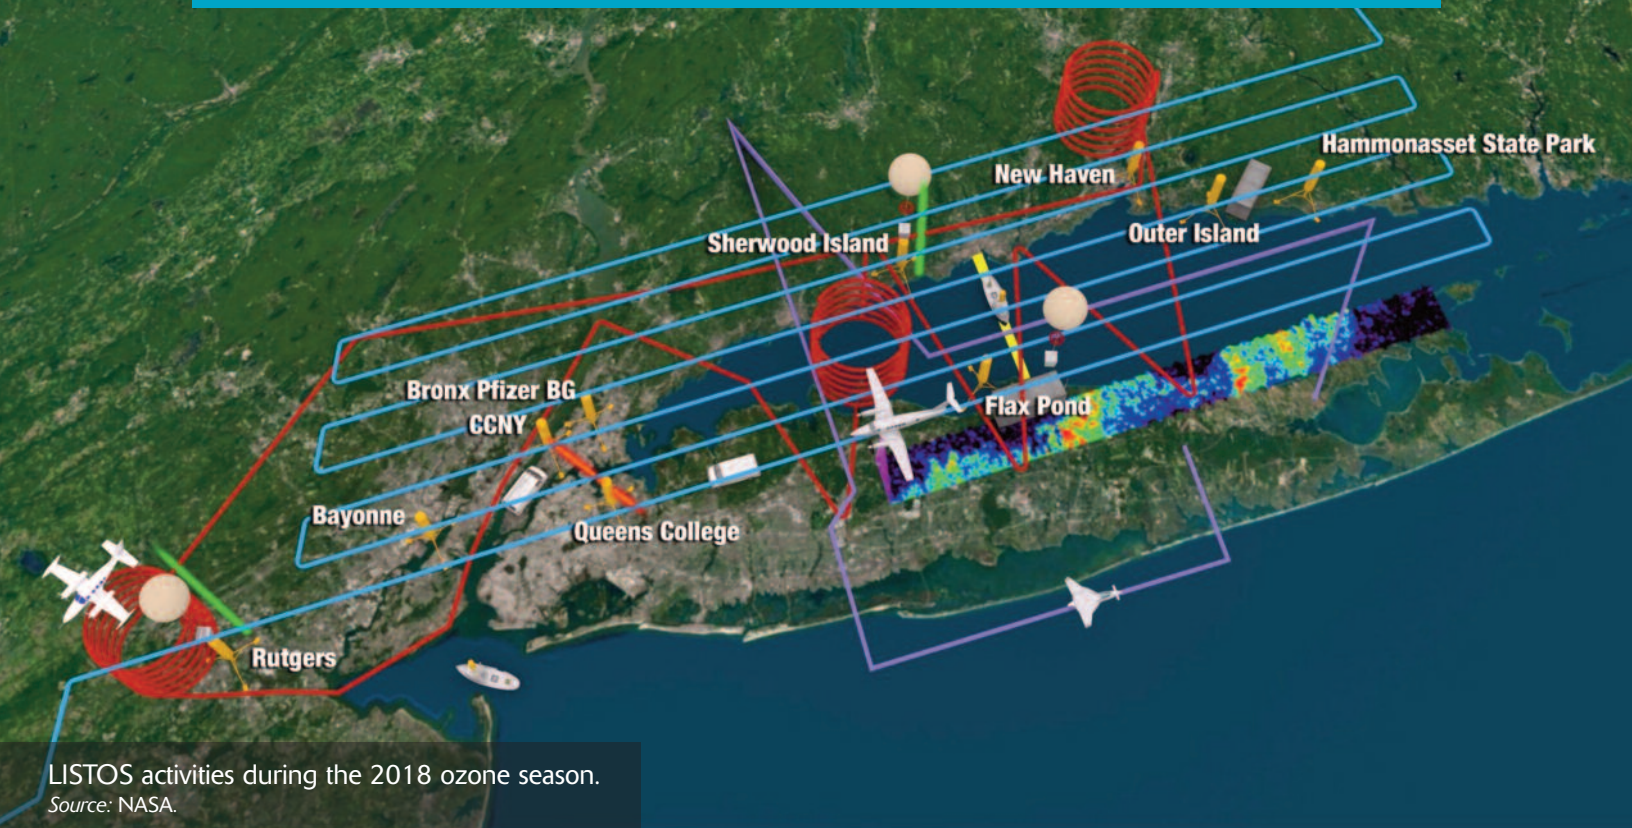 Hammonasset State Park
New Haven
Outer Island
Sherwood Island
Bronx Pfizer BG
CCNY
Flax Pond
Bayonne
Queens College
Rutgers
LISTOS activities during the 2018 ozone season.
Source: NASA.